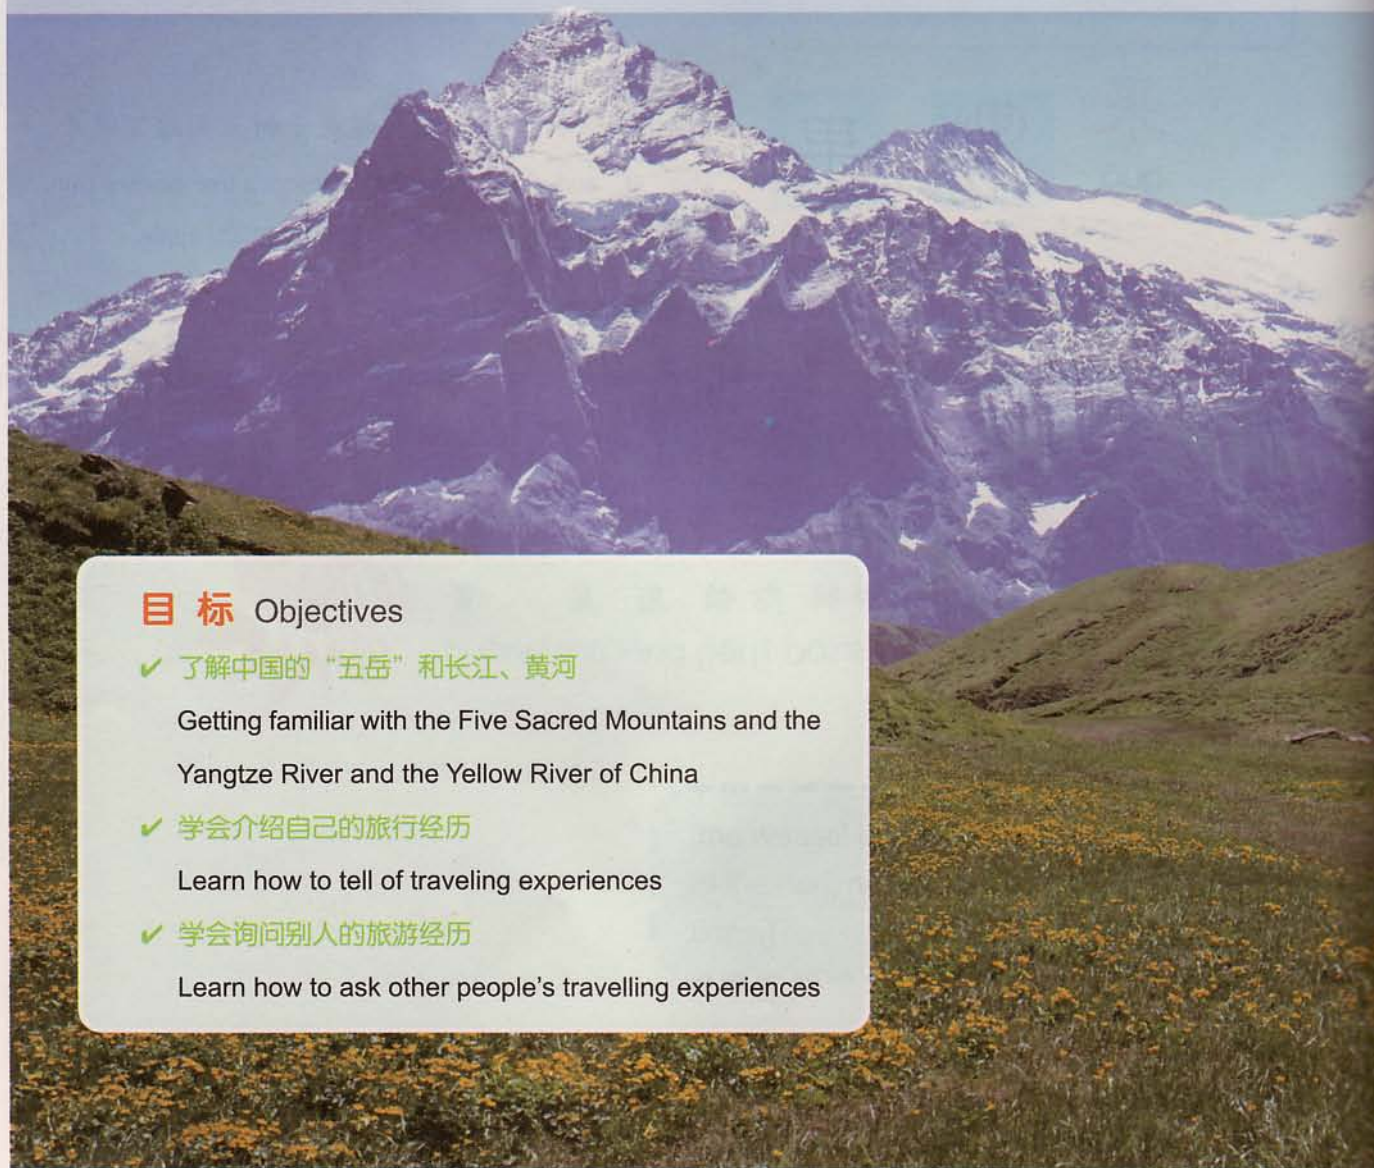 目 标 Objectives
✔ 了解中国的“五岳”和长江、黄河
Getting familiar with the Five Sacred Mountains and the
Yangtze River and the Yellow River of China
✔ 学会介绍自己的旅行经历
Learn how to tell of traveling experiences
✔ 学会询问别人的旅游经历
Learn how to ask other people's travelling experiences